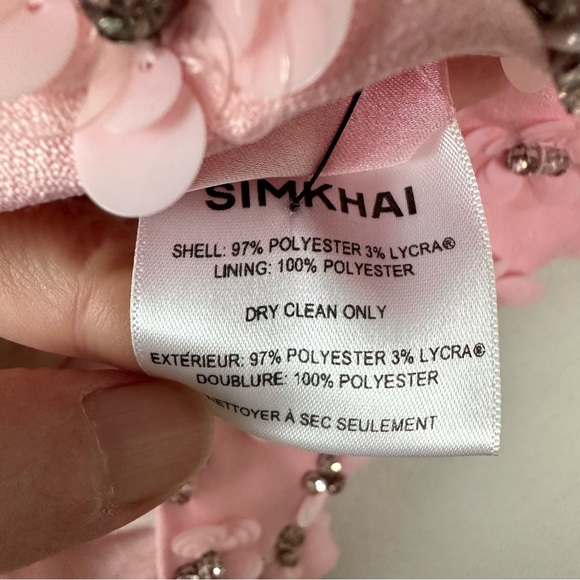 SIMKHAI
SHELL: 97% POLYESTER 3% LYCRA®
LINING: 100% POLYESTER
DRY CLEAN ONLY
EXTÉRIEUR: 97% POLYESTER 3% LYCRA®
DOUBLURE: 100% POLYESTER
NETTOYER À SEC SEULEMENT